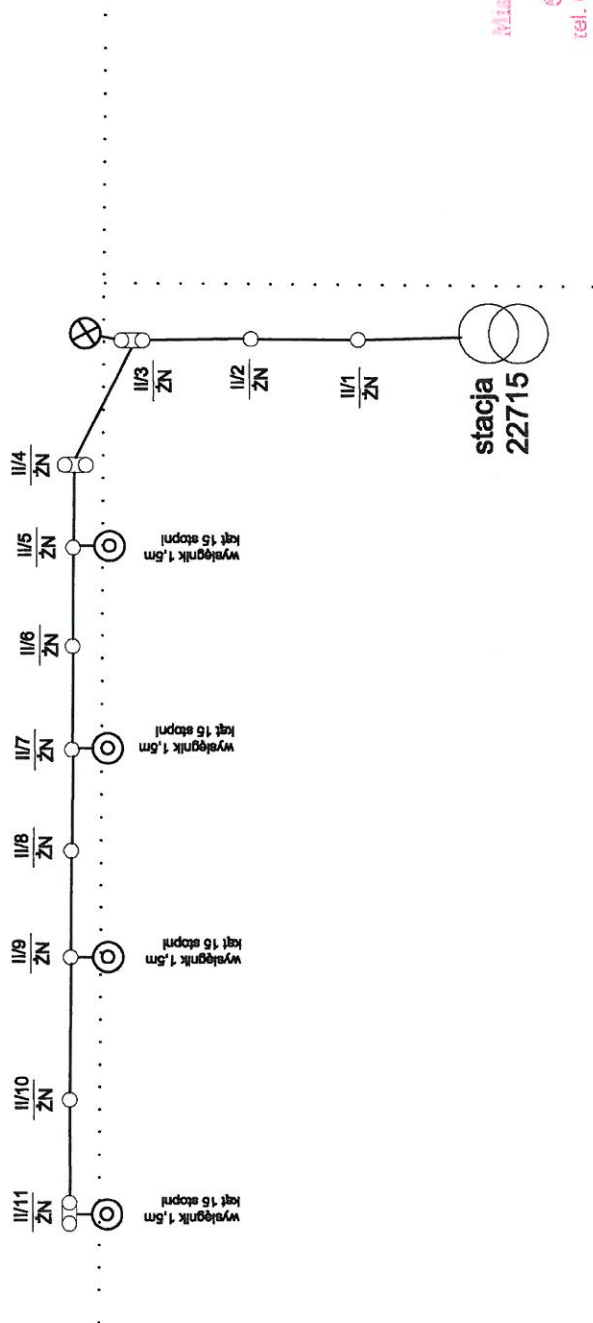 II/11
ŻN
II/10
ŻN
II/9
ŻN
II/8
ŻN
II/7
ŻN
II/6
ŻN
II/5
ŻN
II/4
ŻN
II/3
ŻN
II/2
ŻN
II/1
ŻN
stacja
22715
wysięgnik 1,5m
kąt 15 stopni
wysięgnik 1,5m
kąt 15 stopni
wysięgnik 1,5m
kąt 15 stopni
wysięgnik 1,5m
kąt 15 stopni
tel.